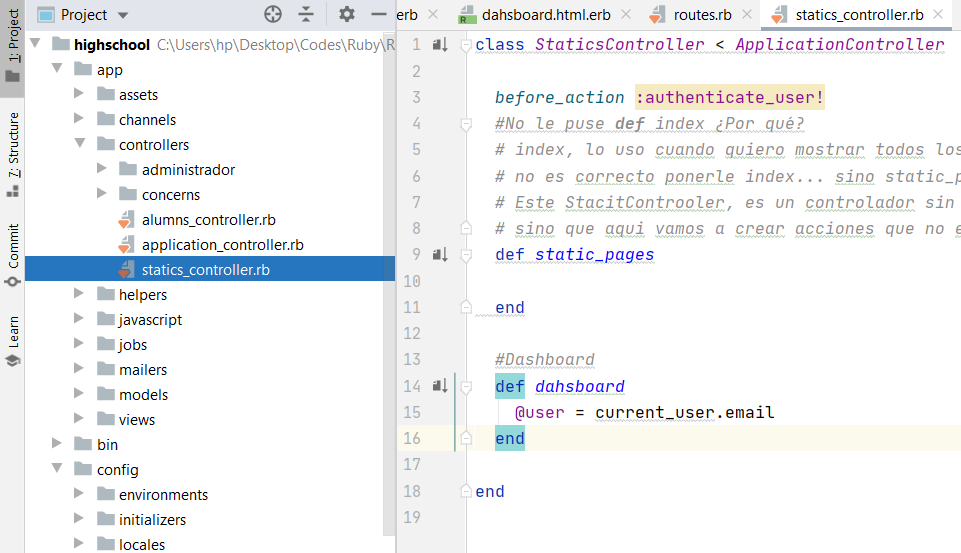 Project
erb
dahsboard.html.erb
routes.rb
statics_controller.rb
1: Project
7: Structure
Commit
Learn
highschool C:\Users\hp\Desktop\Codes\Ruby\R
app
assets
channels
controllers
administrador
concerns
alumns_controller.rb
application_controller.rb
statics_controller.rb
helpers
javascript
jobs
mailers
models
views
bin
config
environments
initializers
locales
1 class StaticsController < ApplicationController
2
3 before_action :authenticate_user!
4 #No le puse def index ¿Por qué?
5 # index, lo uso cuando quiero mostrar todos los
6 # no es correcto ponerle index... sino static_p
7 # Este StacitControoler, es un controlador sin
8 # sino que aqui vamos a crear acciones que no e
9 def static_pages
10
11 end
12
13 #Dashboard
14 def dahsboard
15 @user = current_user.email
16 end
17
18 end
19